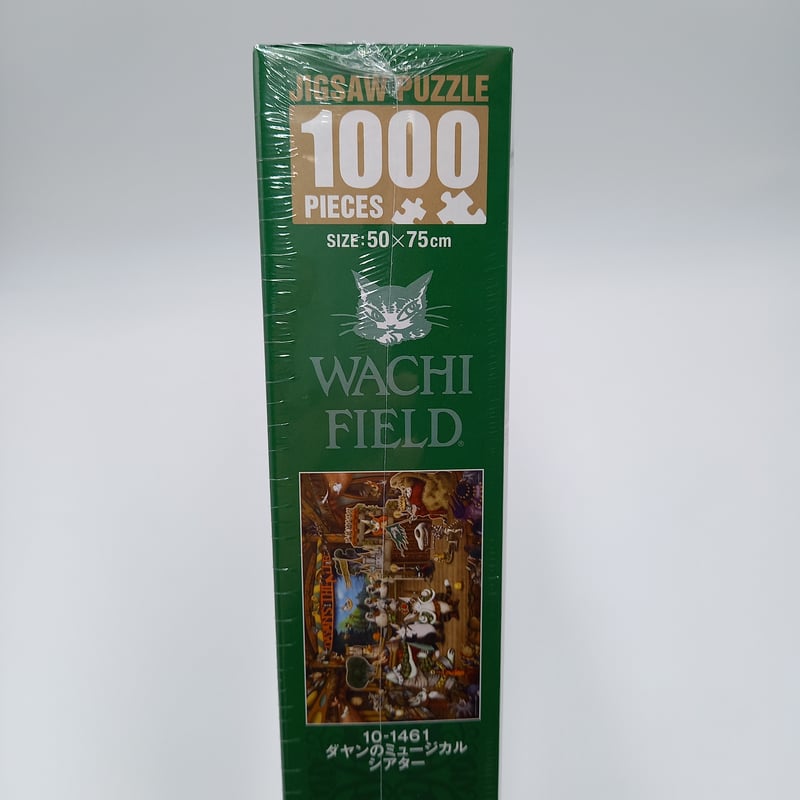 JIGSAW PUZZLE
1000
PIECES
SIZE:50×75cm
WACHI
FIELD®
10-1461
ダヤンのミュージカル
シアター